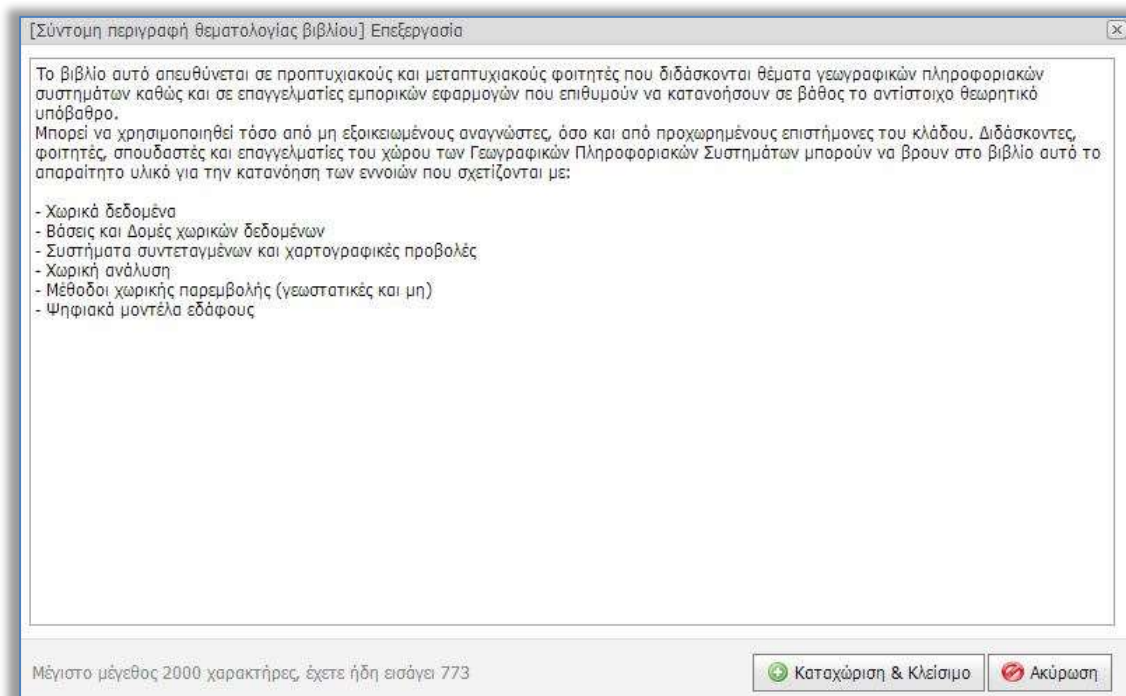 [Σύντομη περιγραφή θεματολογίας βιβλίου] Επεξεργασία
Το βιβλίο αυτό απευθύνεται σε προπτυχιακούς και μεταπτυχιακούς φοιτητές που διδάσκονται θέματα γεωγραφικών πληροφοριακών
συστημάτων καθώς και σε επαγγελματίες εμπορικών εφαρμογών που επιθυμούν να κατανοήσουν σε βάθος το αντίστοιχο θεωρητικό
υπόβαθρο.
Μπορεί να χρησιμοποιηθεί τόσο από μη εξοικειωμένους αναγνώστες, όσο και από προχωρημένους επιστήμονες του κλάδου. Διδάσκοντες,
φοιτητές, σπουδαστές και επαγγελματίες του χώρου των Γεωγραφικών Πληροφοριακών Συστημάτων μπορούν να βρουν στο βιβλίο αυτό το
απαραίτητο υλικό για την κατανόηση των εννοιών που σχετίζονται με:
- Χωρικά δεδομένα
- Βάσεις και Δομές χωρικών δεδομένων
- Συστήματα συντεταγμένων και χαρτογραφικές προβολές
- Χωρική ανάλυση
- Μέθοδοι χωρικής παρεμβολής (γεωστατικές και μη)
- Ψηφιακά μοντέλα εδάφους
Μέγιστο μέγεθος 2000 χαρακτήρες, έχετε ήδη εισάγει 773
Καταχώριση & Κλείσιμο
Ακύρωση